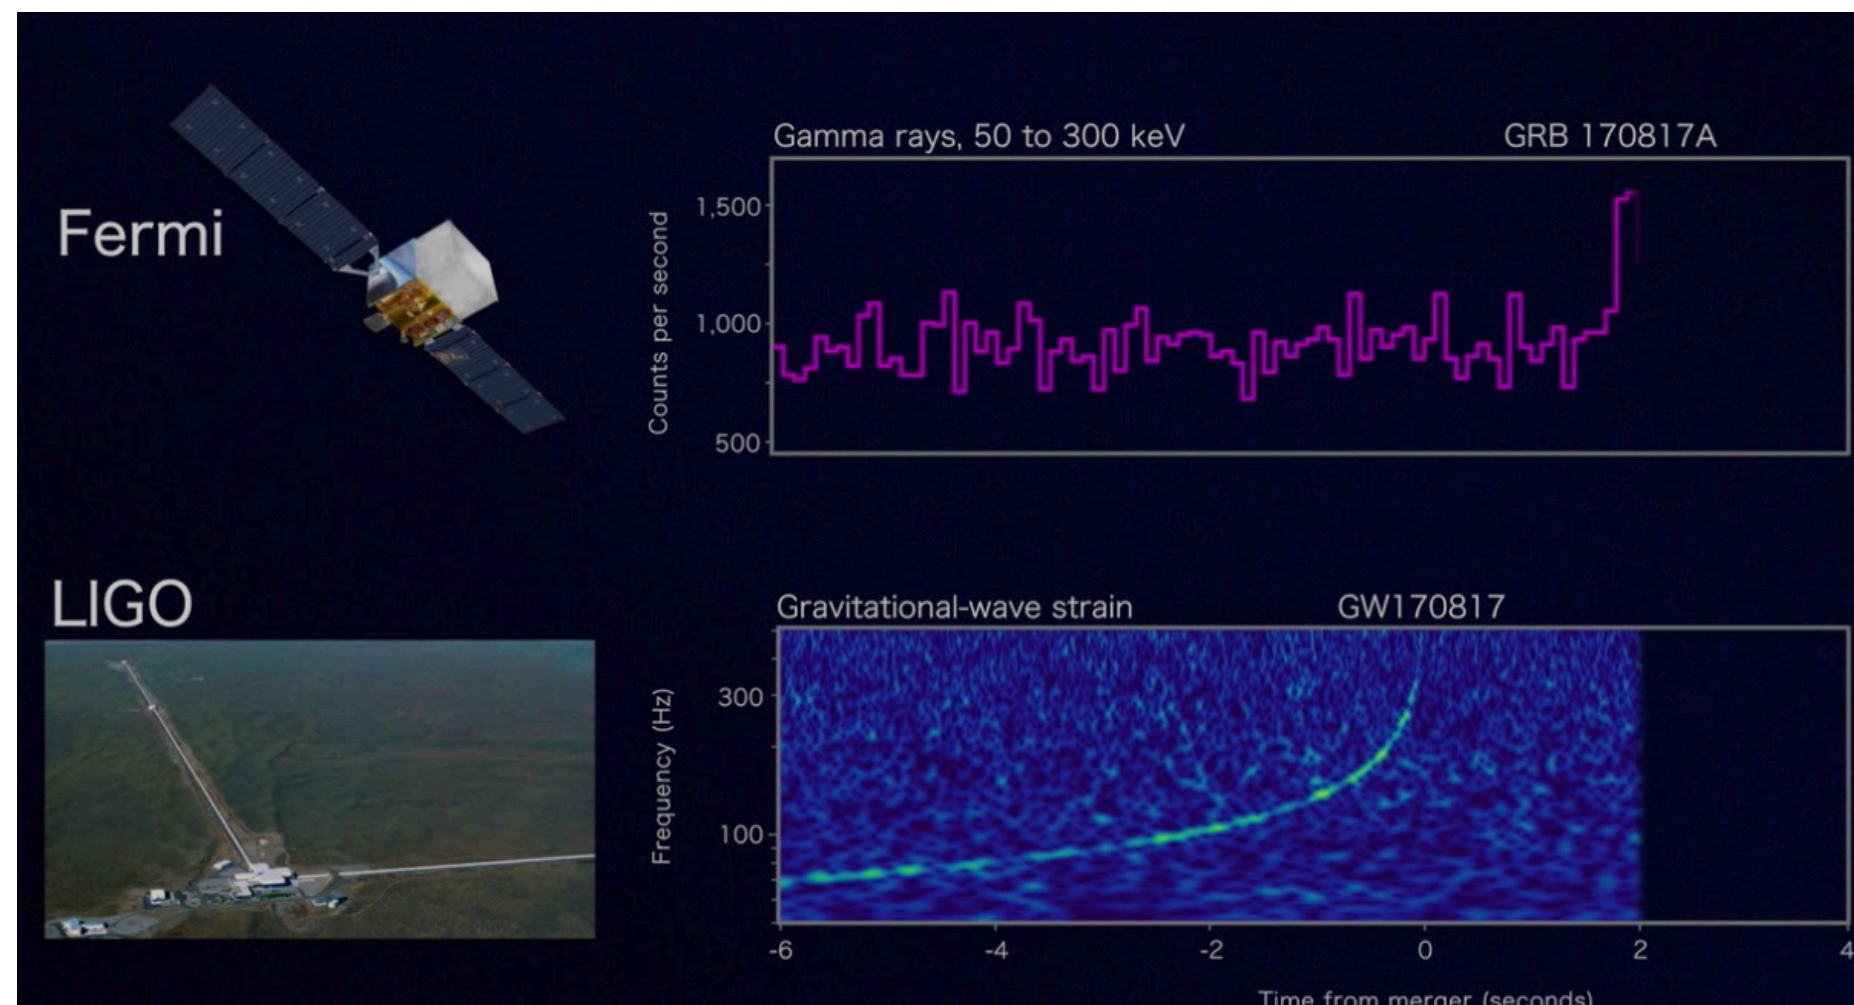 Gamma rays, 50 to 300 keV GRB 170817A
Fermi
Counts per second
1,500
1,000
500
LIGO
Gravitational-wave strain GW170817
Frequency (Hz)
300
100
-6 -4 -2 0 2 4
Time from merger (seconds)